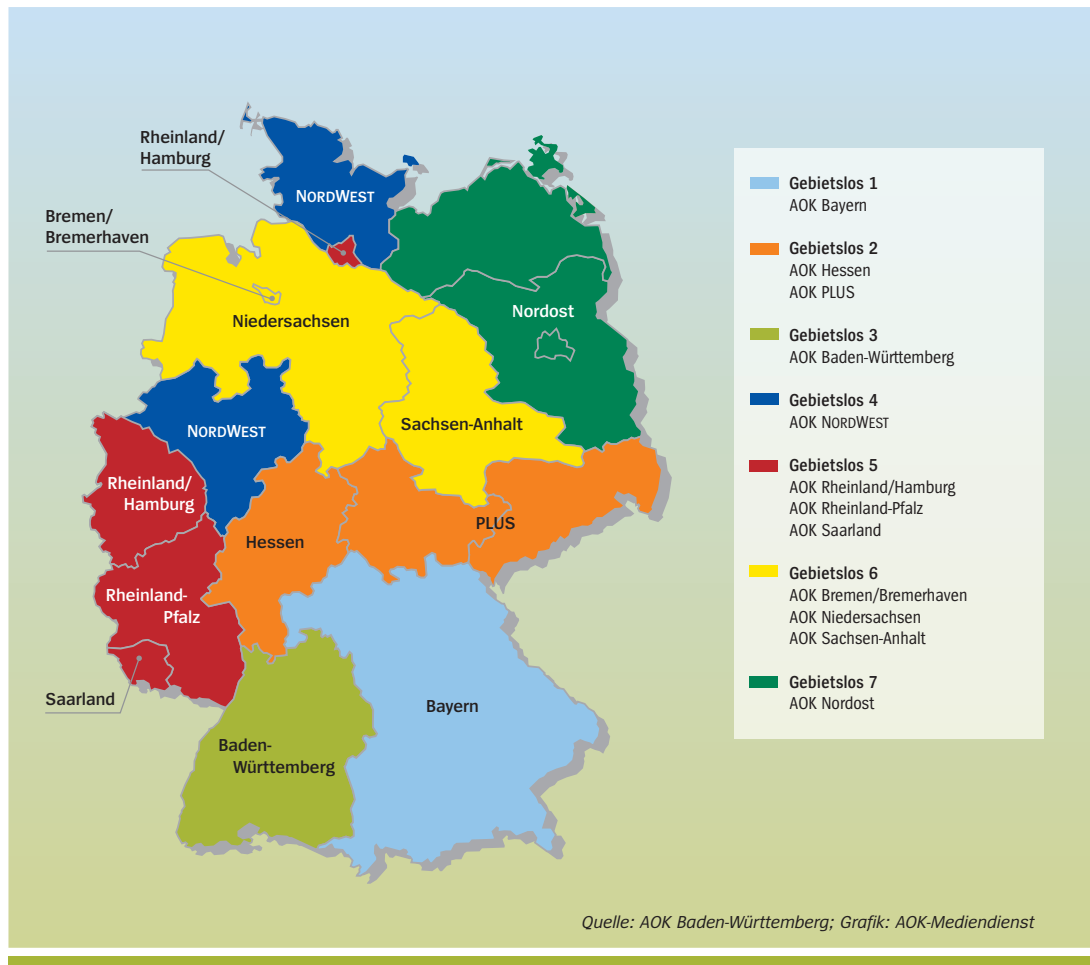 Rheinland/
Hamburg
NORDWEST
Bremen/
Bremerhaven
Niedersachsen
Nordost
NORDWEST
Sachsen-Anhalt
Rheinland/
Hamburg
PLUS
Hessen
Rheinland-
Pfalz
Saarland
Bayern
Baden-
Württemberg
Gebietslos 1
AOK Bayern
Gebietslos 2
AOK Hessen
AOK PLUS
Gebietslos 3
AOK Baden-Württemberg
Gebietslos 4
AOK NORDWEST
Gebietslos 5
AOK Rheinland/Hamburg
AOK Rheinland-Pfalz
AOK Saarland
Gebietslos 6
AOK Bremen/Bremerhaven
AOK Niedersachsen
AOK Sachsen-Anhalt
Gebietslos 7
AOK Nordost
Quelle: AOK Baden-Württemberg; Grafik: AOK-Mediendienst